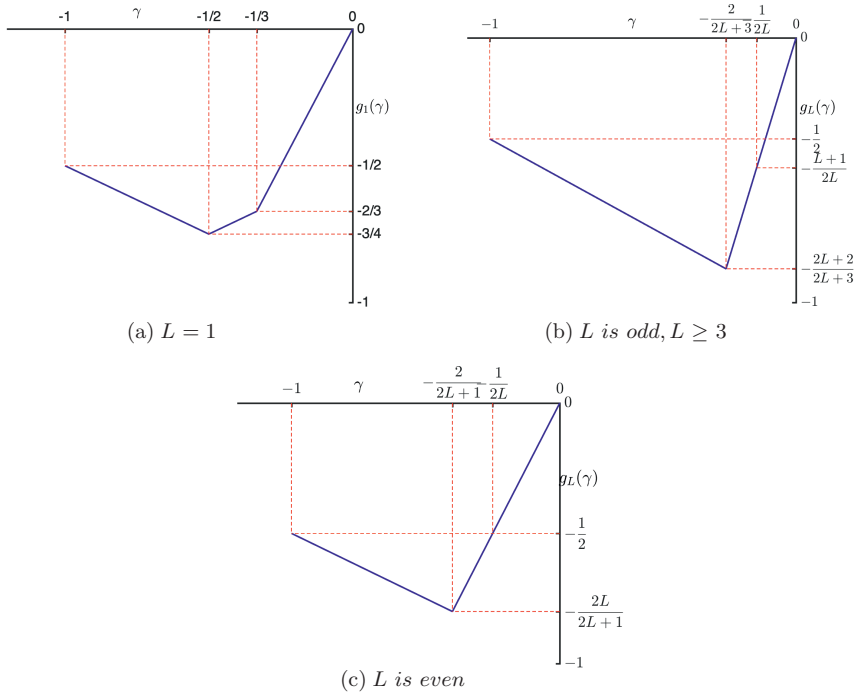 -1 γ -1/2 -1/3 0
0
g₁(γ)
-1/2
-2/3
-3/4
-1
(a) L = 1
−1 γ −2/(2L+3) −1/(2L) 0
0
g_L(γ)
−1/2
−(L+1)/(2L)
−(2L+2)/(2L+3)
−1
(b) L is odd, L ≥ 3
−1 γ −2/(2L+1) −1/(2L) 0
0
g_L(γ)
−1/2
−2L/(2L+1)
−1
(c) L is even